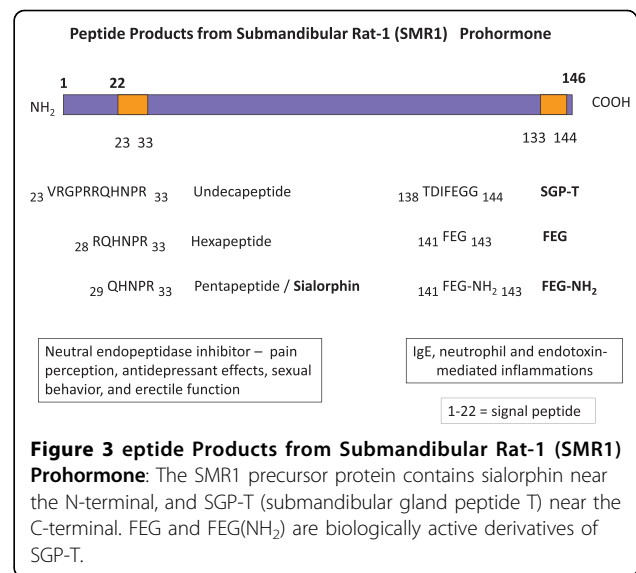 Peptide Products from Submandibular Rat-1 (SMR1) Prohormone
1 22 146
NH2 COOH
23 33 133 144
23 VRGPRRQHNPR 33 Undecapeptide 138 TDIFEGG 144 SGP-T
28 RQHNPR 33 Hexapeptide 141 FEG 143 FEG
29 QHNPR 33 Pentapeptide / Sialorphin 141 FEG-NH2 143 FEG-NH2
Neutral endopeptidase inhibitor – pain
perception, antidepressant effects, sexual
behavior, and erectile function
IgE, neutrophil and endotoxin-
mediated inflammations
1-22 = signal peptide
Figure 3 eptide Products from Submandibular Rat-1 (SMR1)
Prohormone: The SMR1 precursor protein contains sialorphin near
the N-terminal, and SGP-T (submandibular gland peptide T) near the
C-terminal. FEG and FEG(NH2) are biologically active derivatives of
SGP-T.